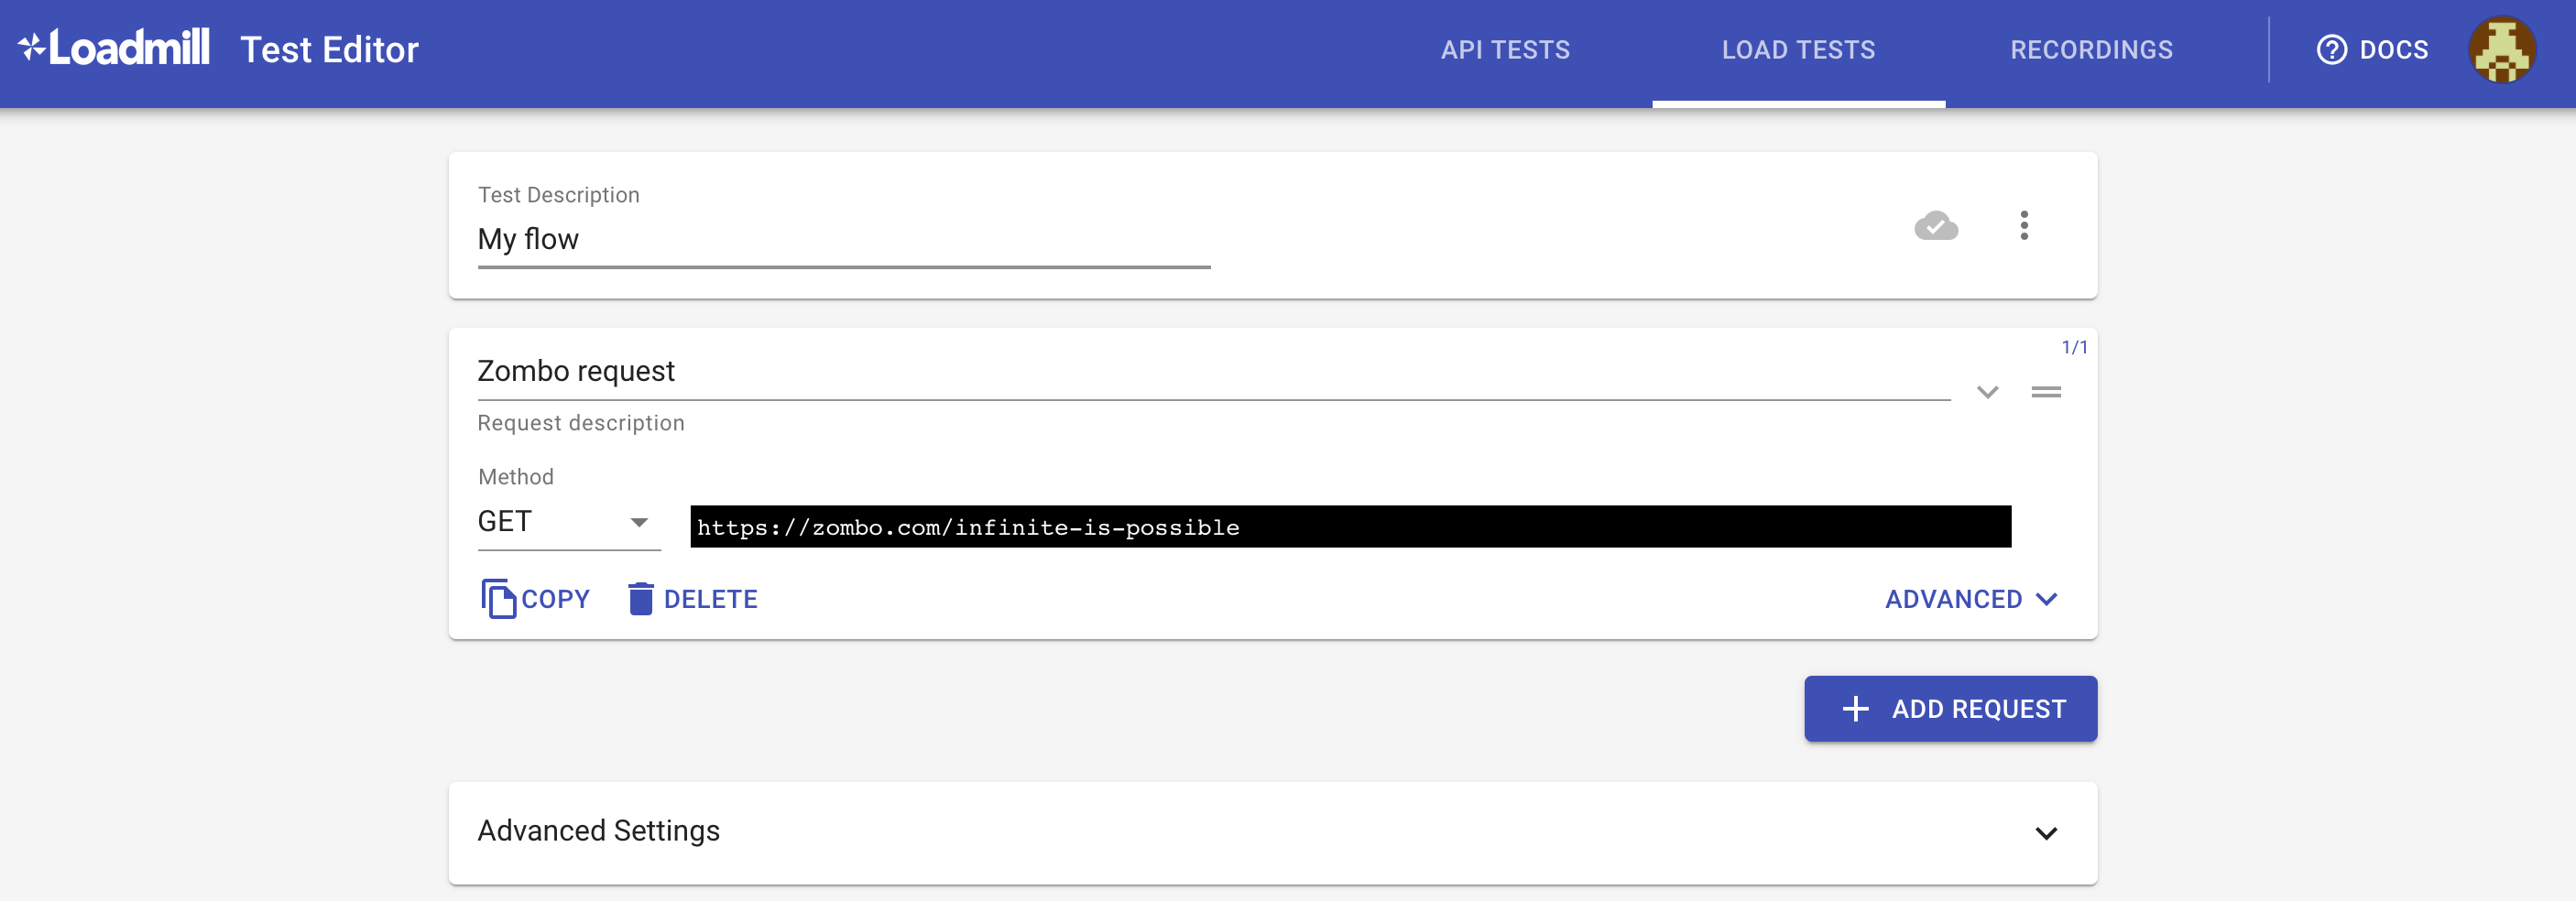 Loadmill Test Editor API TESTS LOAD TESTS RECORDINGS ? DOCS
Test Description
My flow
1/1
Zombo request
Request description
Method
GET https://zombo.com/infinite-is-possible
COPY DELETE ADVANCED
+ ADD REQUEST
Advanced Settings